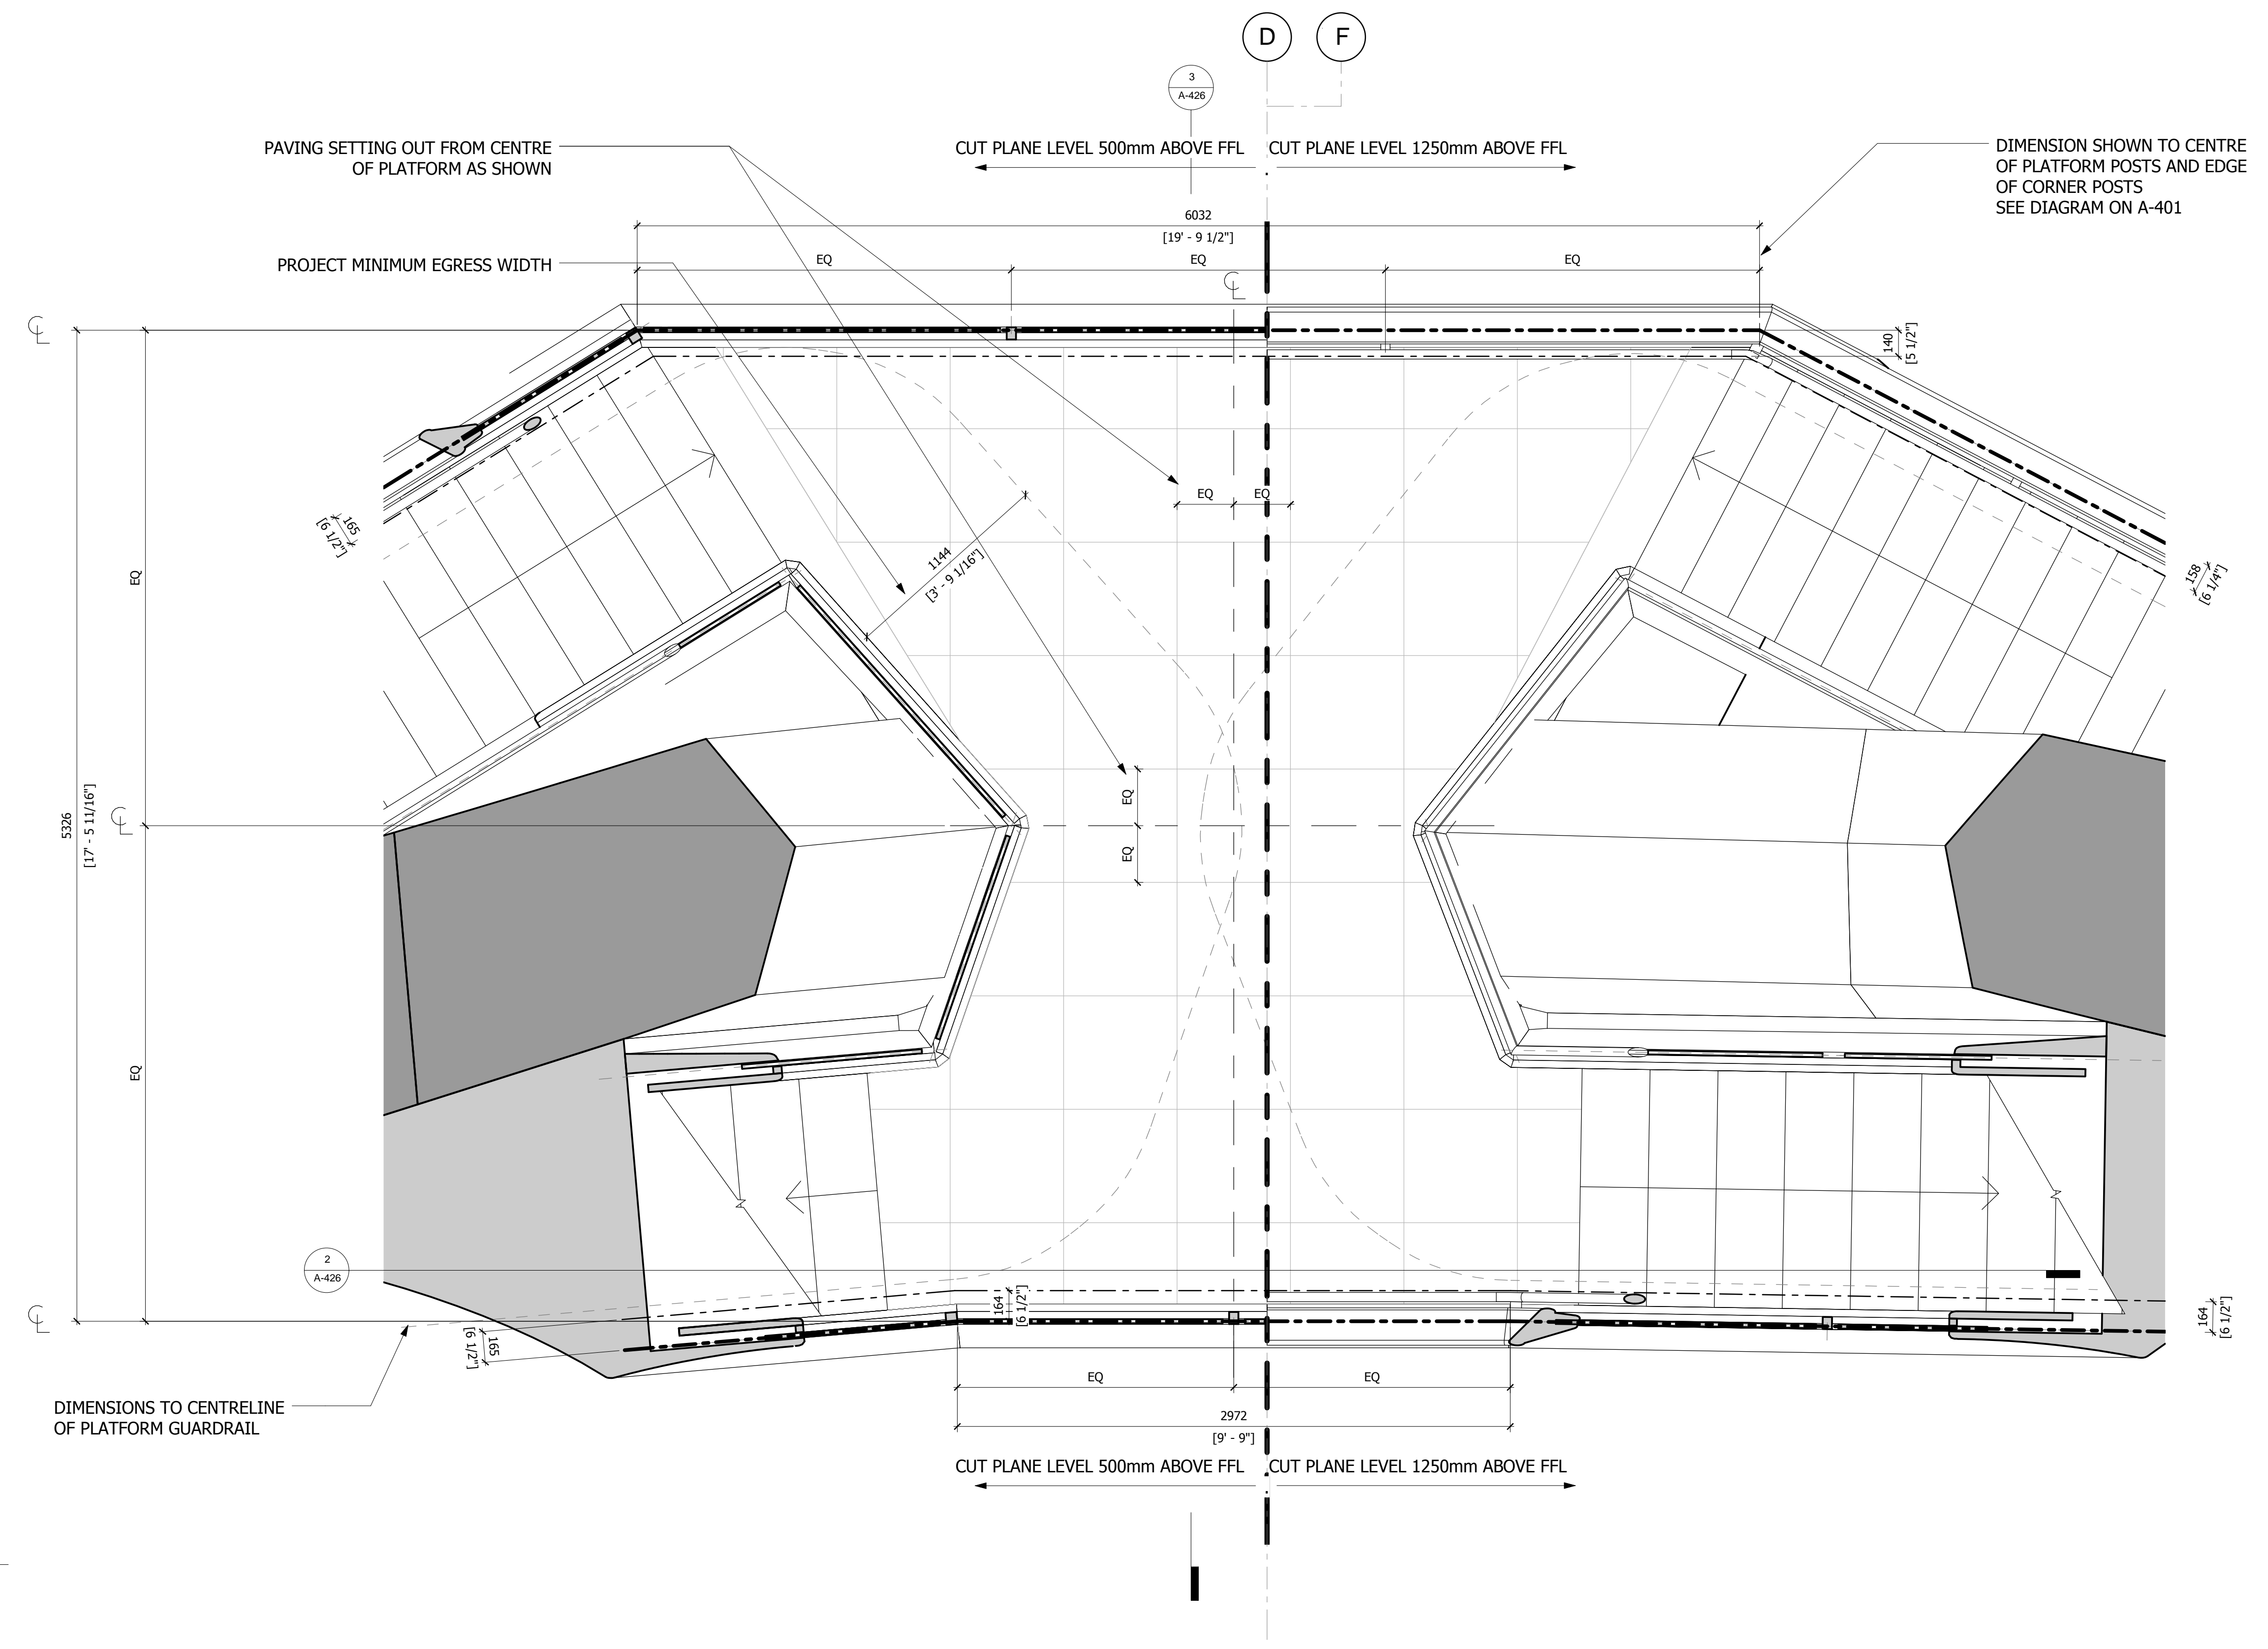 D
F
3
A-426
PAVING SETTING OUT FROM CENTRE
OF PLATFORM AS SHOWN
CUT PLANE LEVEL 500mm ABOVE FFL
CUT PLANE LEVEL 1250mm ABOVE FFL
DIMENSION SHOWN TO CENTRE
OF PLATFORM POSTS AND EDGE
OF CORNER POSTS
SEE DIAGRAM ON A-401
6032
[19' - 9 1/2"]
PROJECT MINIMUM EGRESS WIDTH
EQ
EQ
EQ
140
[5 1/2"]
EQ
EQ
165
[6 1/2"]
1144
[3' - 9 1/16"]
EQ
158
[6 1/4"]
5326
[17' - 5 11/16"]
EQ
EQ
EQ
2
A-426
164
[6 1/2"]
164
[6 1/2"]
165
[6 1/2"]
EQ
EQ
DIMENSIONS TO CENTRELINE
OF PLATFORM GUARDRAIL
2972
[9' - 9"]
CUT PLANE LEVEL 500mm ABOVE FFL
CUT PLANE LEVEL 1250mm ABOVE FFL